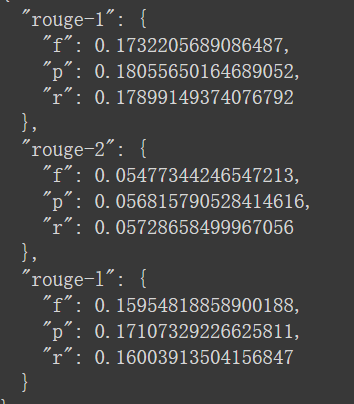 "rouge-1": {
"f": 0.1732205689086487,
"p": 0.18055650164689052,
"r": 0.17899149374076792
},
"rouge-2": {
"f": 0.05477344246547213,
"p": 0.056815790528414616,
"r": 0.05728658499967056
},
"rouge-l": {
"f": 0.15954818858900188,
"p": 0.17107329226625811,
"r": 0.16003913504156847
}